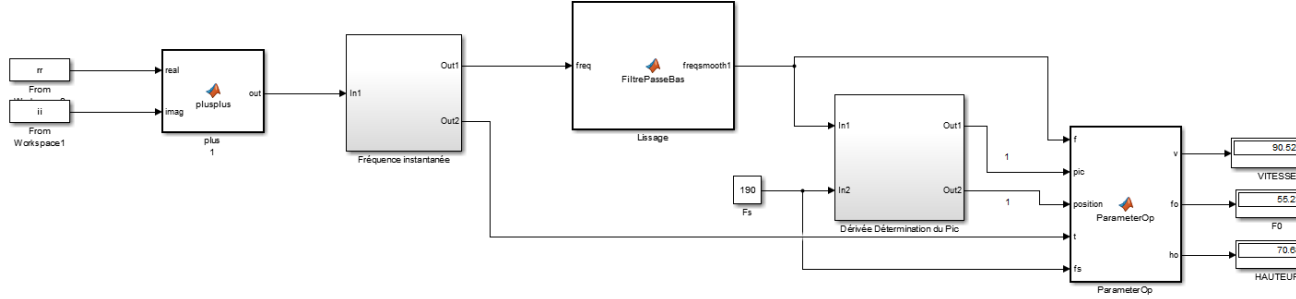 rr
From
ii
From
Workspace1
real
imag
plusplus
out
plus
1
In1
Out1
Out2
Fréquence instantanée
freq
FiltrePasseBas
freqsmooth1
Lissage
190
Fs
In1
In2
Out1
Out2
Dérivée Détermination du Pic
1
1
f
pic
position
t
fs
ParameterOp
v
fo
ho
ParameterOp
90.52
VITESSE
55.2
F0
70.6
HAUTEUR